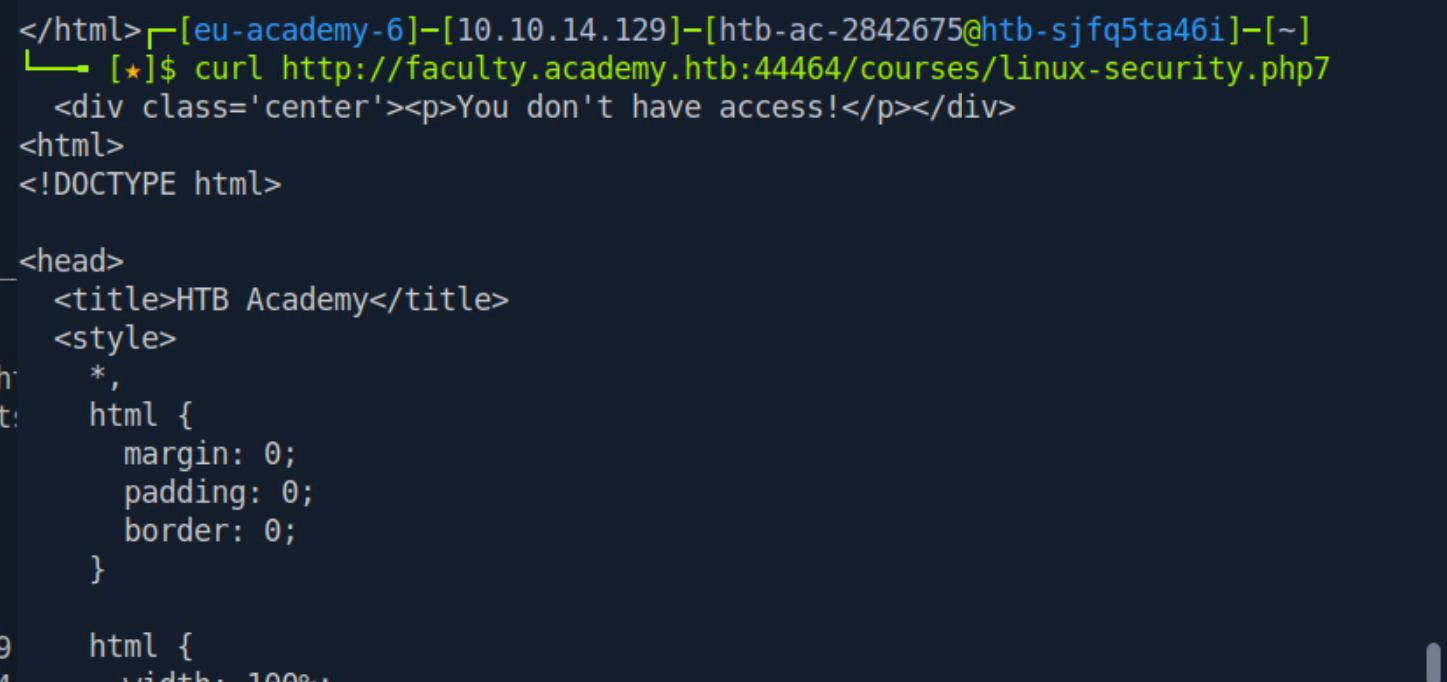 </html>┌─[eu-academy-6]─[10.10.14.129]─[htb-ac-2842675@htb-sjfq5ta46i]─[~]
└──╼ [★]$ curl http://faculty.academy.htb:44464/courses/linux-security.php7
<div class='center'><p>You don't have access!</p></div>
<html>
<!DOCTYPE html>
<head>
<title>HTB Academy</title>
<style>
*,
html {
margin: 0;
padding: 0;
border: 0;
}
html {
width: 100%;